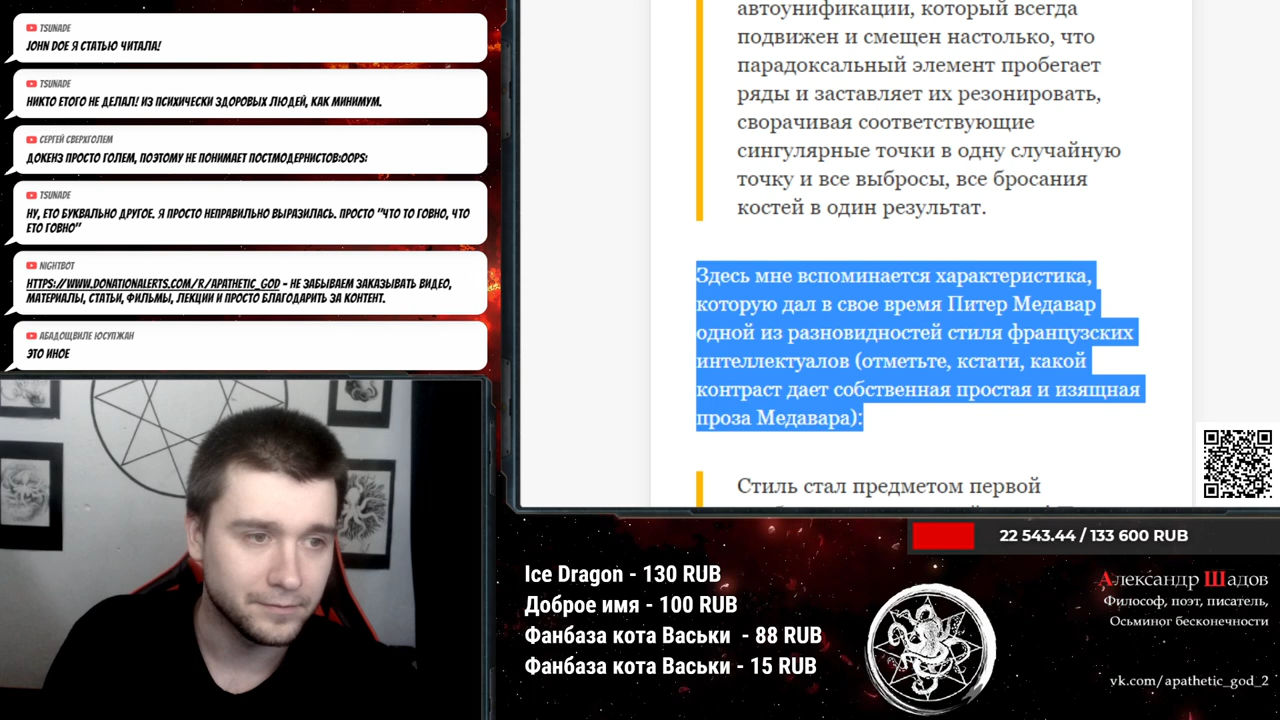 TSUNADE
JOHN DOE Я СТАТЬЮ ЧИТАЛА!
TSUNADE
НИКТО ЕТОГО НЕ ДЕЛАЛ! ИЗ ПСИХИЧЕСКИ ЗДОРОВЫХ ЛЮДЕЙ, КАК МИНИМУМ.
СЕРГЕЙ СВЕРХГОЛЕМ
ДОКЕНЗ ПРОСТО ГОЛЕМ, ПОЭТОМУ НЕ ПОНИМАЕТ ПОСТМОДЕРНИСТОВ:OOPS:
TSUNADE
НУ, ЕТО БУКВАЛЬНО ДРУГОЕ. Я ПРОСТО НЕПРАВИЛЬНО ВЫРАЗИЛАСЬ. ПРОСТО "ЧТО ТО ГОВНО, ЧТО
ЕТО ГОВНО"
NIGHTBOT
HTTPS://WWW.DONATIONALERTS.COM/R/APATHETIC_GOD - НЕ ЗАБЫВАЕМ ЗАКАЗЫВАТЬ ВИДЕО,
МАТЕРИАЛЫ, СТАТЬИ, ФИЛЬМЫ, ЛЕКЦИИ И ПРОСТО БЛАГОДАРИТЬ ЗА КОНТЕНТ.
АБАДОЩВИЛЕ ЮСУПЖАН
ЭТО ИНОЕ
автоунификации, который всегда
подвижен и смещен настолько, что
парадоксальный элемент пробегает
ряды и заставляет их резонировать,
сворачивая соответствующие
сингулярные точки в одну случайную
точку и все выбросы, все бросания
костей в один результат.
Здесь мне вспоминается характеристика,
которую дал в свое время Питер Медавар
одной из разновидностей стиля французских
интеллектуалов (отметьте, кстати, какой
контраст дает собственная простая и изящная
проза Медавара):
Стиль стал предметом первой
22 543.44 / 133 600 RUB
Ice Dragon - 130 RUB
Доброе имя - 100 RUB
Фанбаза кота Васьки - 88 RUB
Фанбаза кота Васьки - 15 RUB
Александр Шадов
Философ, поэт, писатель,
Осьминог бесконечности
vk.com/apathetic_god_2